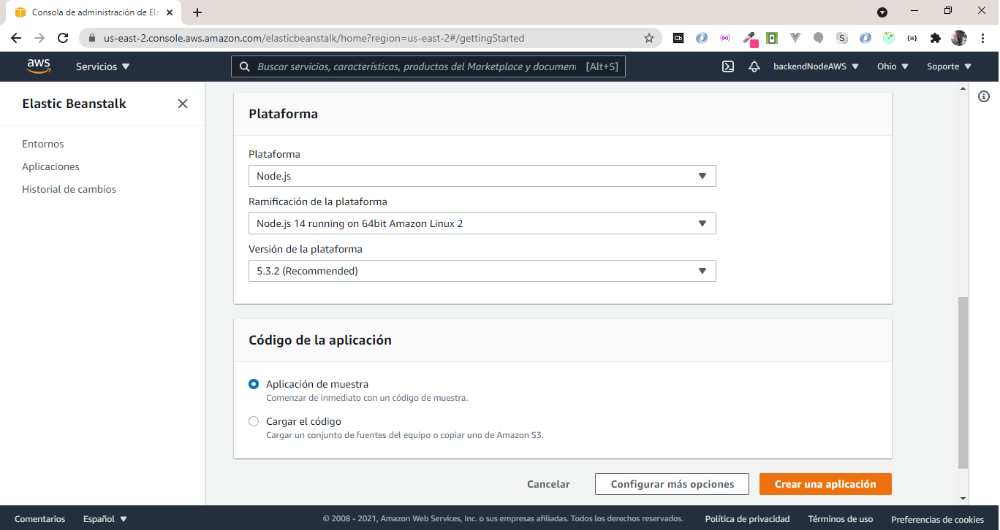 Consola de administración de Ela
us-east-2.console.aws.amazon.com/elasticbeanstalk/home?region=us-east-2#/gettingStarted
aws
Servicios
Buscar servicios, características, productos del Marketplace y documen [Alt+S]
backendNodeAWS
Ohio
Soporte
Elastic Beanstalk
Entornos
Aplicaciones
Historial de cambios
Plataforma
Plataforma
Node.js
Ramificación de la plataforma
Node.js 14 running on 64bit Amazon Linux 2
Versión de la plataforma
5.3.2 (Recommended)
Código de la aplicación
Aplicación de muestra
Comenzar de inmediato con un código de muestra.
Cargar el código
Cargar un conjunto de fuentes del equipo o copiar uno de Amazon S3.
Cancelar
Configurar más opciones
Crear una aplicación
Comentarios
Español
© 2008 - 2021, Amazon Web Services, Inc. o sus empresas afiliadas. Todos los derechos reservados.
Política de privacidad
Términos de uso
Preferencias de cookies